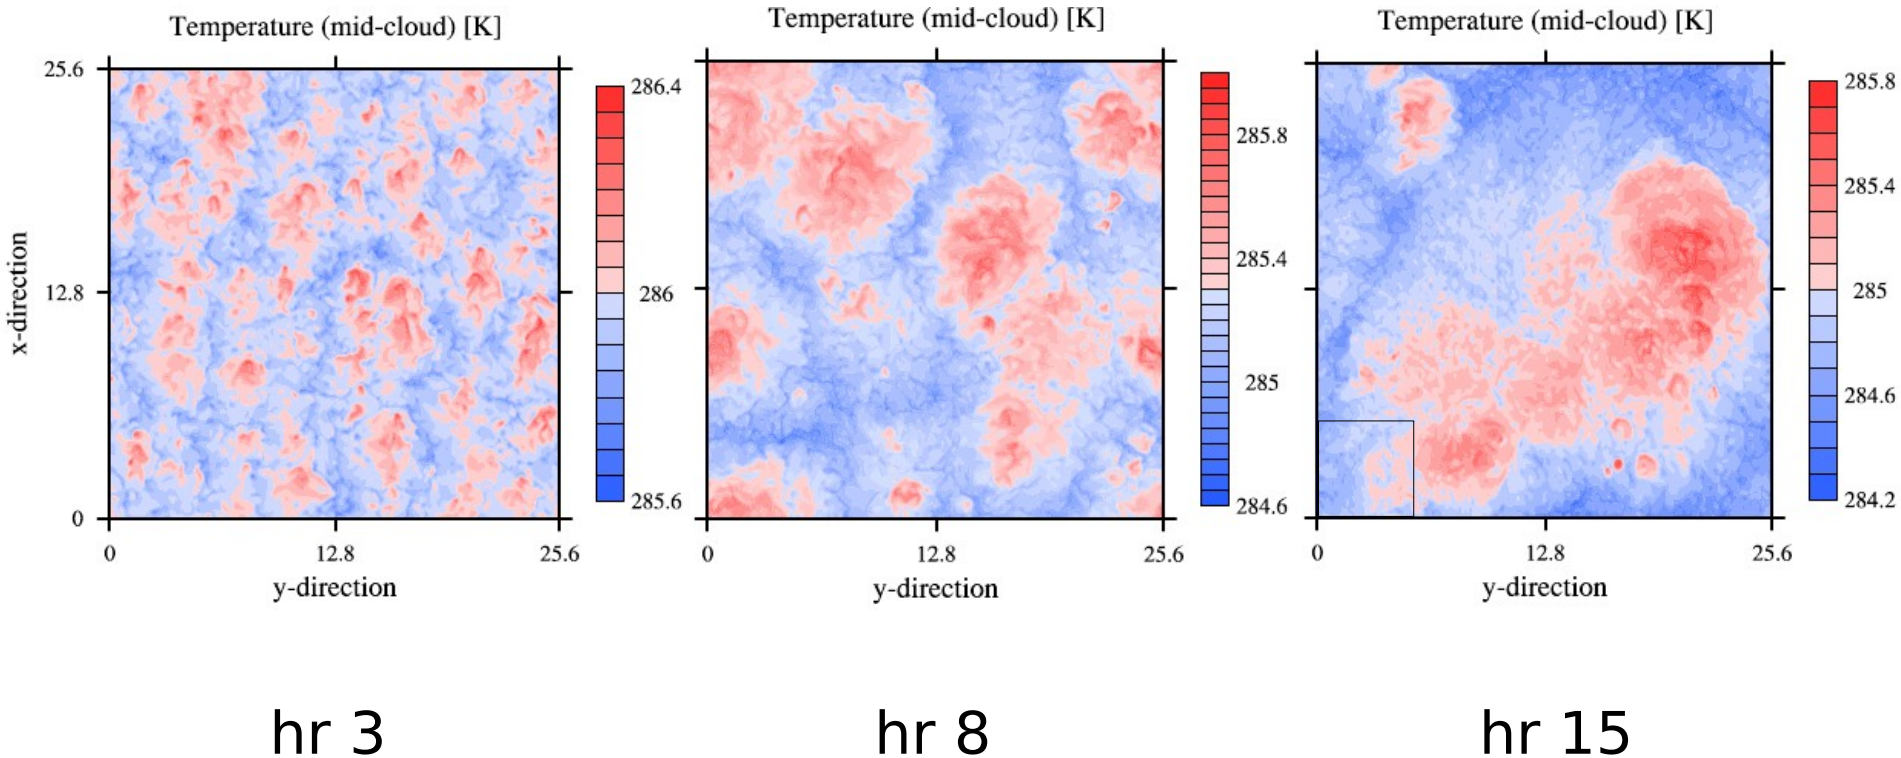 Temperature (mid-cloud) [K]
25.6
12.8
0
x-direction
0 12.8 25.6
y-direction
286.4
286
285.6
Temperature (mid-cloud) [K]
0 12.8 25.6
y-direction
285.8
285.4
285
284.6
Temperature (mid-cloud) [K]
0 12.8 25.6
y-direction
285.8
285.4
285
284.6
284.2
hr 3
hr 8
hr 15